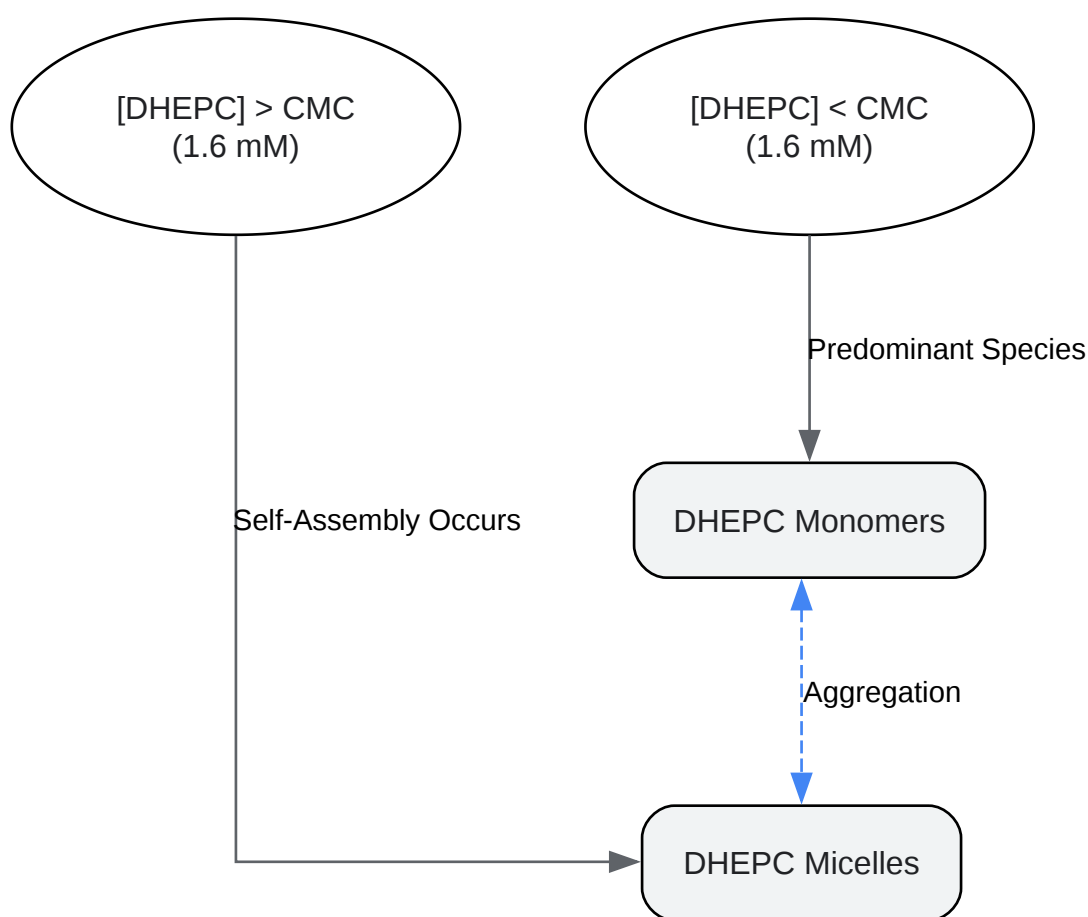 [DHEPC] > CMC
(1.6 mM)
[DHEPC] < CMC
(1.6 mM)
Predominant Species
Self-Assembly Occurs
DHEPC Monomers
Aggregation
DHEPC Micelles